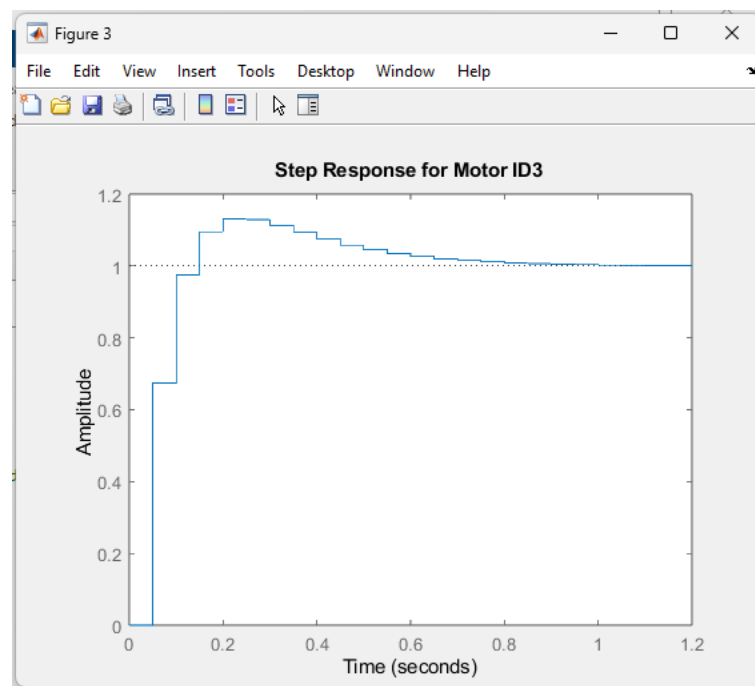 Figure 3
File Edit View Insert Tools Desktop Window Help
Step Response for Motor ID3
1.2
1
0.8
0.6
0.4
0.2
0
Amplitude
0 0.2 0.4 0.6 0.8 1 1.2
Time (seconds)